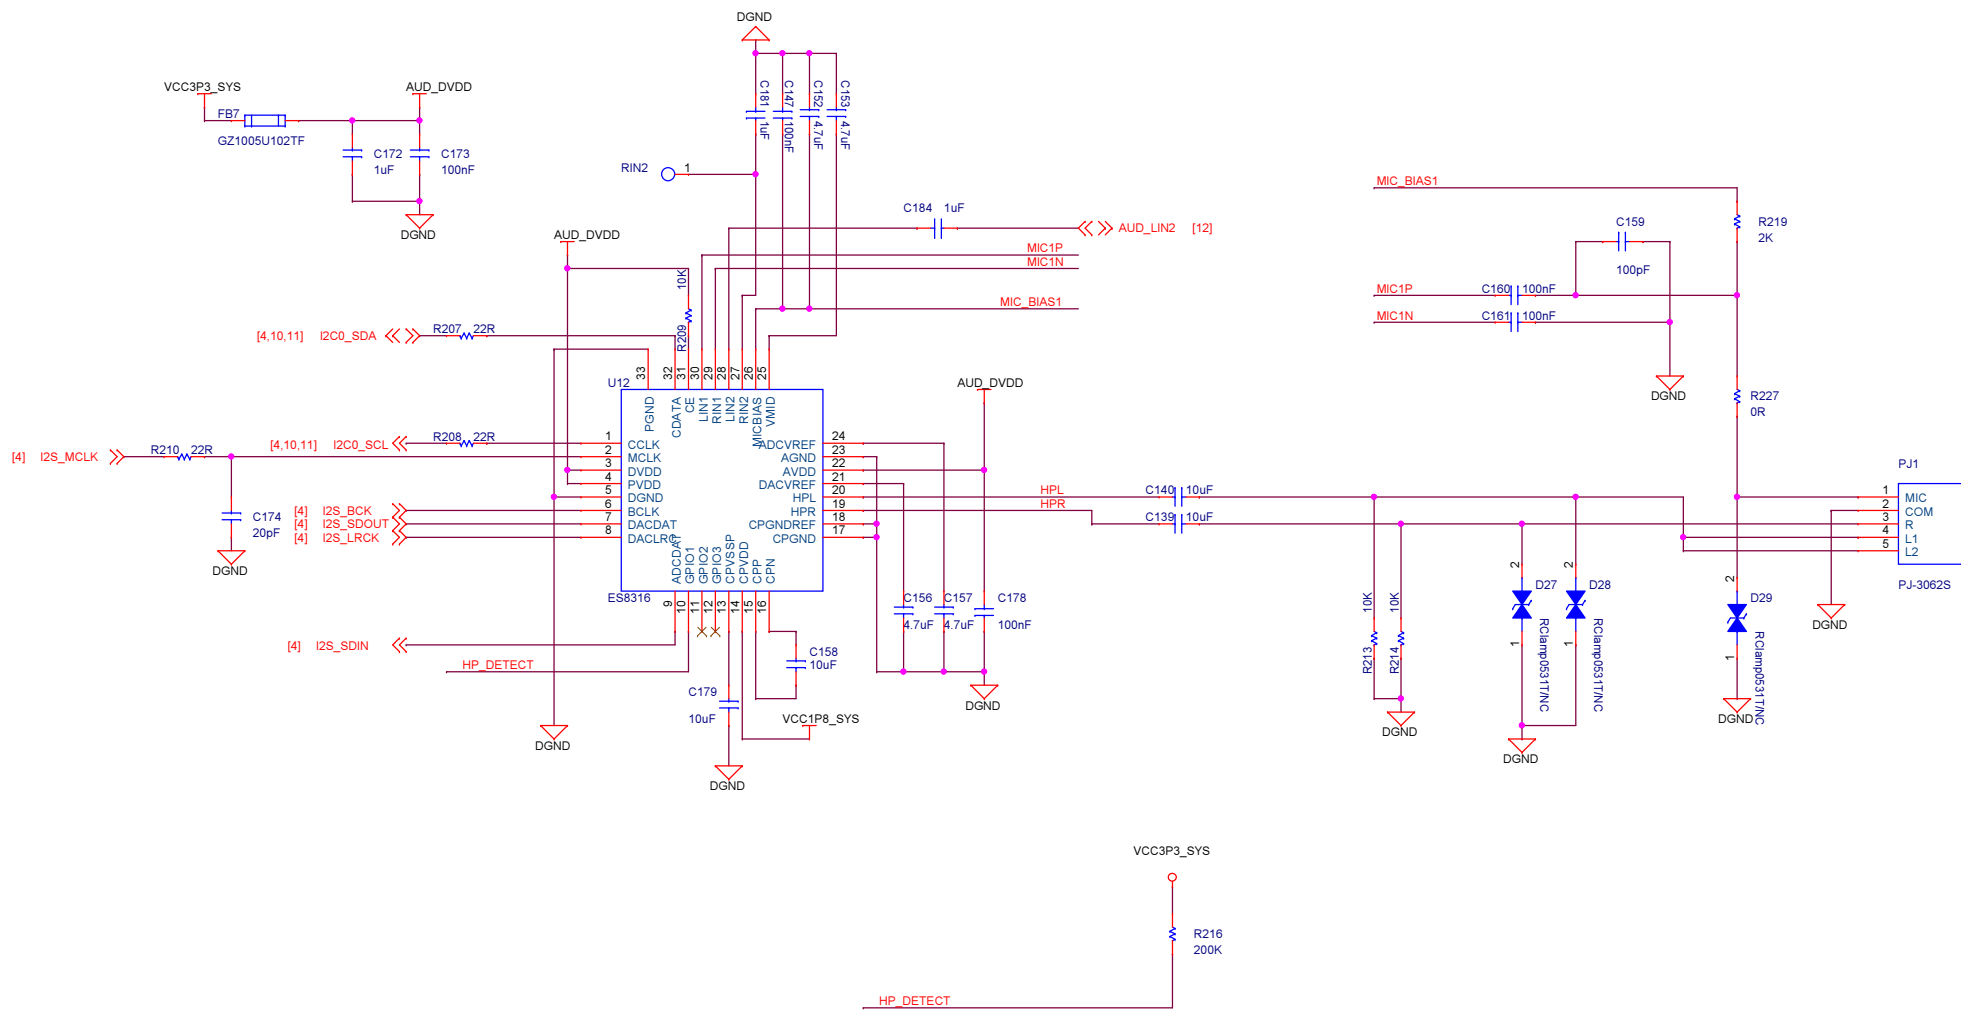 DGND
VCC3P3_SYS
AUD_DVDD
FB7
GZ1005U102TF
C172
1uF
C173
100nF
DGND
C181
1uF
C147
100nF
C152
4.7uF
C153
4.7uF
RIN2
1
C184 1uF
AUD_LIN2 [12]
AUD_DVDD
MIC1P
MIC1N
MIC_BIAS1
10K
R209
[4,10,11] I2C0_SDA
R207 22R
[4,10,11] I2C0_SCL
R208 22R
[4] I2S_MCLK
R210 22R
C174
20pF
DGND
[4] I2S_BCK
[4] I2S_SDOUT
[4] I2S_LRCK
[4] I2S_SDIN
HP_DETECT
U12
33 32 31 30 29 28 27 26 25
PGND
CDATA
CE
LIN1
RIN1
LIN2
RIN2
MICBIAS
VMID
1 CCLK
2 MCLK
3 DVDD
4 PVDD
5 DGND
6 BCLK
7 DACDAT
8 DACLRC
ADCVREF 24
AGND 23
AVDD 22
DACVREF 21
HPL 20
HPR 19
CPGNDREF 18
CPGND 17
ADCDAT
GPIO1
GPIO2
GPIO3
CPVSSP
CPVDD
CPP
CPN
9 10 11 12 13 14 15 16
ES8316
DGND
C179
10uF
DGND
C158
10uF
VCC1P8_SYS
AUD_DVDD
C156
4.7uF
C157
4.7uF
C178
100nF
DGND
HPL
HPR
C140 10uF
C139 10uF
MIC_BIAS1
R219
2K
C159
100pF
MIC1P
C160 100nF
MIC1N
C161 100nF
DGND
R227
0R
10K
R213
10K
R214
DGND
2
D27
1
RClamp0531T/NC
2
D28
1
RClamp0531T/NC
DGND
2
D29
1
RClamp0531T/NC
DGND
PJ1
1 MIC
2 COM
3 R
4 L1
5 L2
PJ-3062S
DGND
VCC3P3_SYS
R216
200K
HP_DETECT